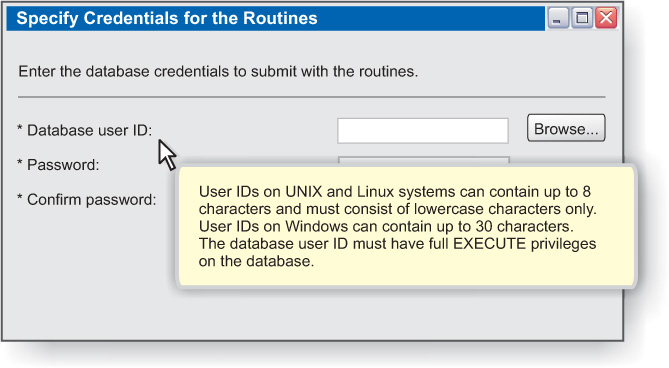 Specify Credentials for the Routines
Enter the database credentials to submit with the routines.
* Database user ID:
Browse...
* Password:
* Confirm password:
User IDs on UNIX and Linux systems can contain up to 8
characters and must consist of lowercase characters only.
User IDs on Windows can contain up to 30 characters.
The database user ID must have full EXECUTE privileges
on the database.